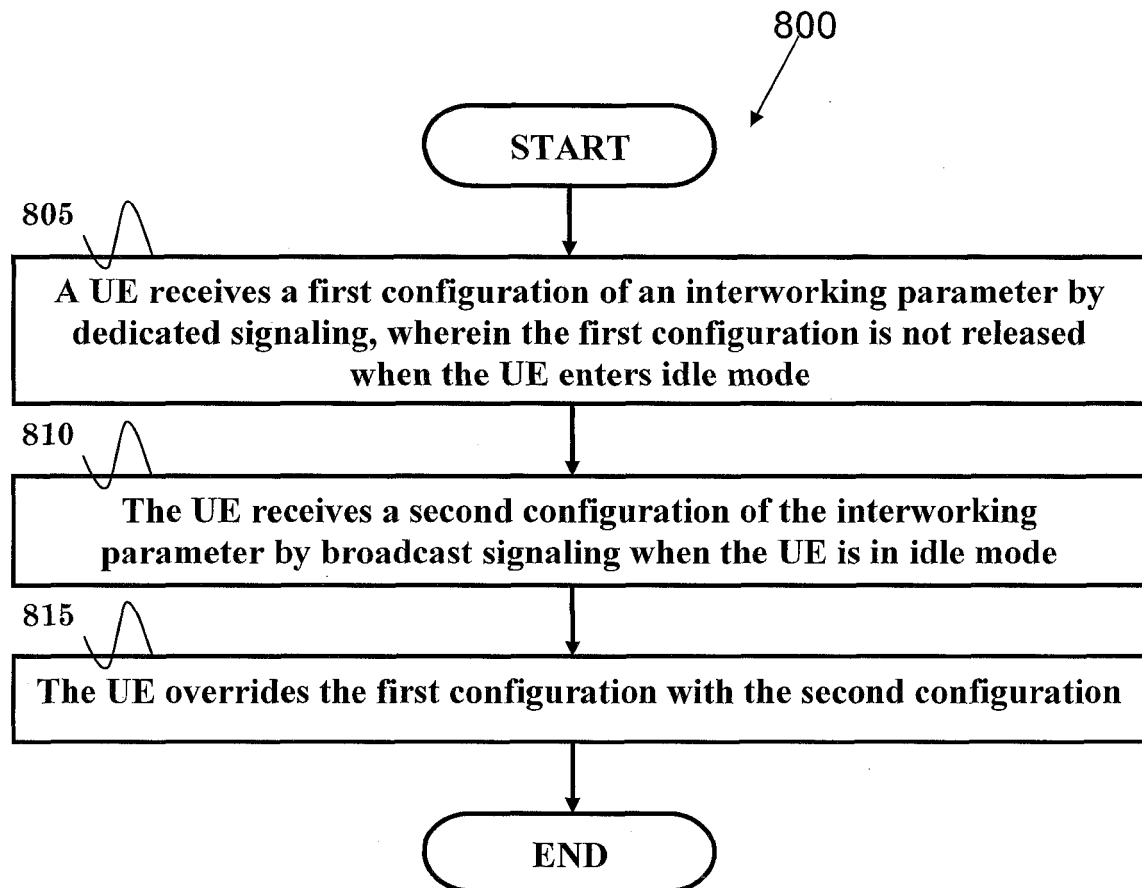 800
START
805
A UE receives a first configuration of an interworking parameter by
dedicated signaling, wherein the first configuration is not released
when the UE enters idle mode
810
The UE receives a second configuration of the interworking
parameter by broadcast signaling when the UE is in idle mode
815
The UE overrides the first configuration with the second configuration
END